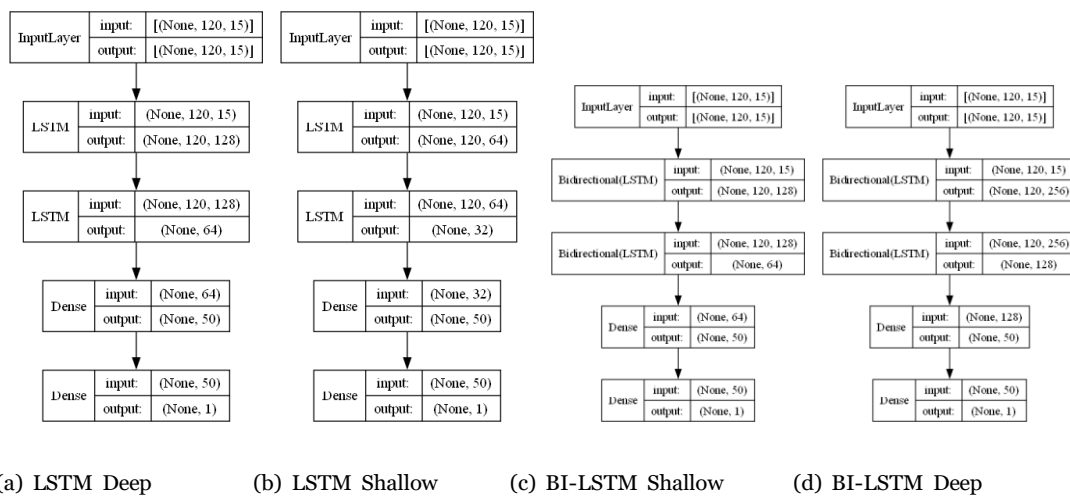 InputLayer
input: [(None, 120, 15)]
output: [(None, 120, 15)]
LSTM
input: (None, 120, 15)
output: (None, 120, 128)
LSTM
input: (None, 120, 128)
output: (None, 64)
Dense
input: (None, 64)
output: (None, 50)
Dense
input: (None, 50)
output: (None, 1)
(a) LSTM Deep
InputLayer
input: [(None, 120, 15)]
output: [(None, 120, 15)]
LSTM
input: (None, 120, 15)
output: (None, 120, 64)
LSTM
input: (None, 120, 64)
output: (None, 32)
Dense
input: (None, 32)
output: (None, 50)
Dense
input: (None, 50)
output: (None, 1)
(b) LSTM Shallow
InputLayer
input: [(None, 120, 15)]
output: [(None, 120, 15)]
Bidirectional(LSTM)
input: (None, 120, 15)
output: (None, 120, 128)
Bidirectional(LSTM)
input: (None, 120, 128)
output: (None, 64)
Dense
input: (None, 64)
output: (None, 50)
Dense
input: (None, 50)
output: (None, 1)
(c) BI-LSTM Shallow
InputLayer
input: [(None, 120, 15)]
output: [(None, 120, 15)]
Bidirectional(LSTM)
input: (None, 120, 15)
output: (None, 120, 256)
Bidirectional(LSTM)
input: (None, 120, 256)
output: (None, 128)
Dense
input: (None, 128)
output: (None, 50)
Dense
input: (None, 50)
output: (None, 1)
(d) BI-LSTM Deep